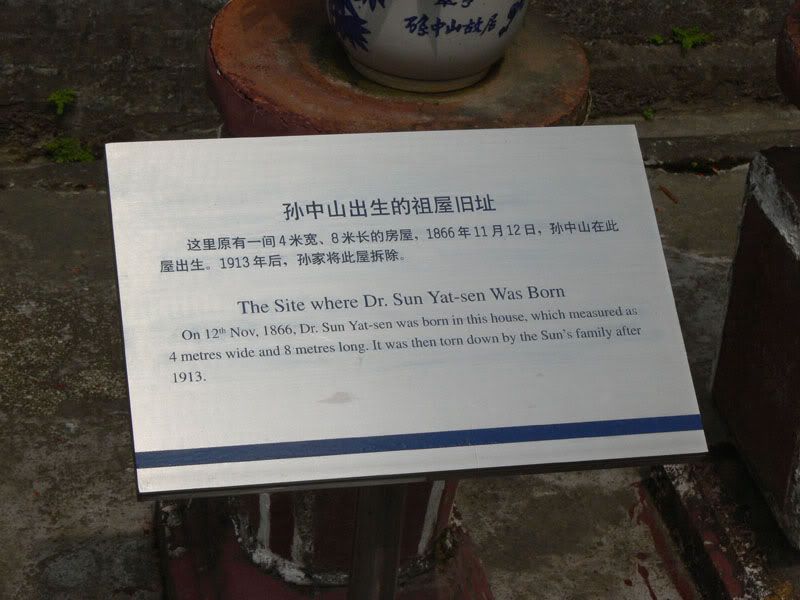 孙中山故居
孙中山出生的祖屋旧址
这里原有一间4米宽、8米长的房屋，1866年11月12日，孙中山在此
屋出生。1913年后，孙家将此屋拆除。
The Site where Dr. Sun Yat-sen Was Born
On 12th Nov, 1866, Dr. Sun Yat-sen was born in this house, which measured as
4 metres wide and 8 metres long. It was then torn down by the Sun's family after
1913.